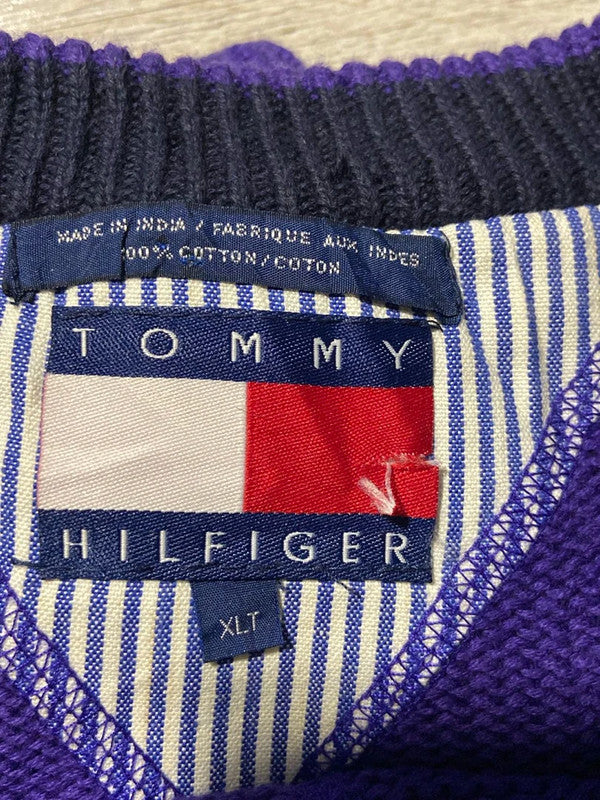 MADE IN INDIA / FABRIQUE AUX INDES
100% COTTON / COTON
TOMMY
HILFIGER
XLT